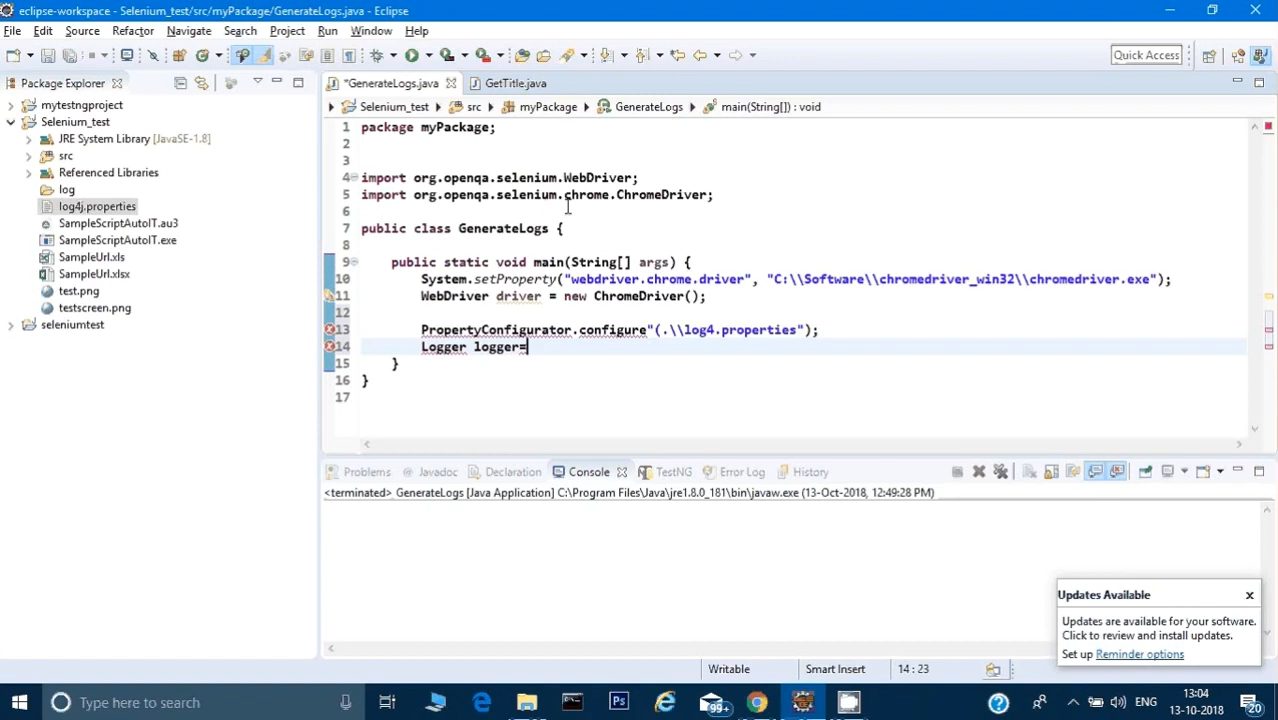 eclipse-workspace - Selenium_test/src/myPackage/GenerateLogs.java - Eclipse
File Edit Source Refactor Navigate Search Project Run Window Help
Quick Access
Package Explorer
*GenerateLogs.java GetTitle.java
mytestngproject
Selenium_test
JRE System Library [JavaSE-1.8]
src
Referenced Libraries
log
log4j.properties
SampleScriptAutoIT.au3
SampleScriptAutoIT.exe
SampleUrl.xls
SampleUrl.xlsx
test.png
testscreen.png
seleniumtest
Selenium_test src myPackage GenerateLogs main(String[]) : void
1 package myPackage;
2
3
4 import org.openqa.selenium.WebDriver;
5 import org.openqa.selenium.chrome.ChromeDriver;
6
7 public class GenerateLogs {
8
9 public static void main(String[] args) {
10 System.setProperty("webdriver.chrome.driver", "C:\\Software\\chromedriver_win32\\chromedriver.exe");
11 WebDriver driver = new ChromeDriver();
12
13 PropertyConfigurator.configure"(.\\log4.properties");
14 Logger logger=
15 }
16 }
17
Problems Javadoc Declaration Console TestNG Error Log History
<terminated> GenerateLogs [Java Application] C:\Program Files\Java\jre1.8.0_181\bin\javaw.exe (13-Oct-2018, 12:49:28 PM)
Updates Available
Updates are available for your software.
Click to review and install updates.
Set up Reminder options
Writable Smart Insert 14 : 23
Type here to search
Ps
99+
ENG
13:04
13-10-2018
20